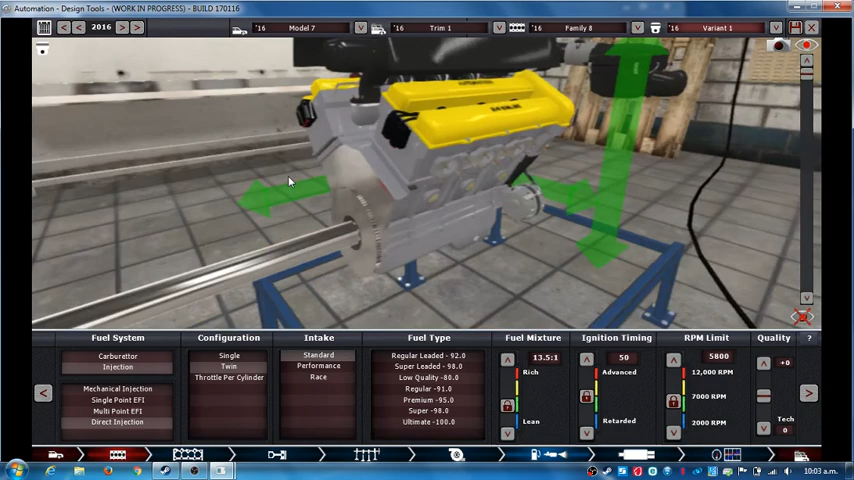 Automation - Design Tools - (WORK IN PROGRESS) - BUILD 170116
2016
'16 Model 7
'16 Trim 1
'16 Family 8
'16 Variant 1
Fuel System
Carburettor
Injection
Mechanical Injection
Single Point EFI
Multi Point EFI
Direct Injection
Configuration
Single
Twin
Throttle Per Cylinder
Intake
Standard
Performance
Race
Fuel Type
Regular Leaded - 92.0
Super Leaded - 98.0
Low Quality -80.0
Regular -91.0
Premium -95.0
Super -98.0
Ultimate -100.0
Fuel Mixture
13.5:1
Rich
Lean
Ignition Timing
50
Advanced
Retarded
RPM Limit
5800
12,000 RPM
7000 RPM
2000 RPM
Quality
?
+0
Tech
0
10:03 a.m.